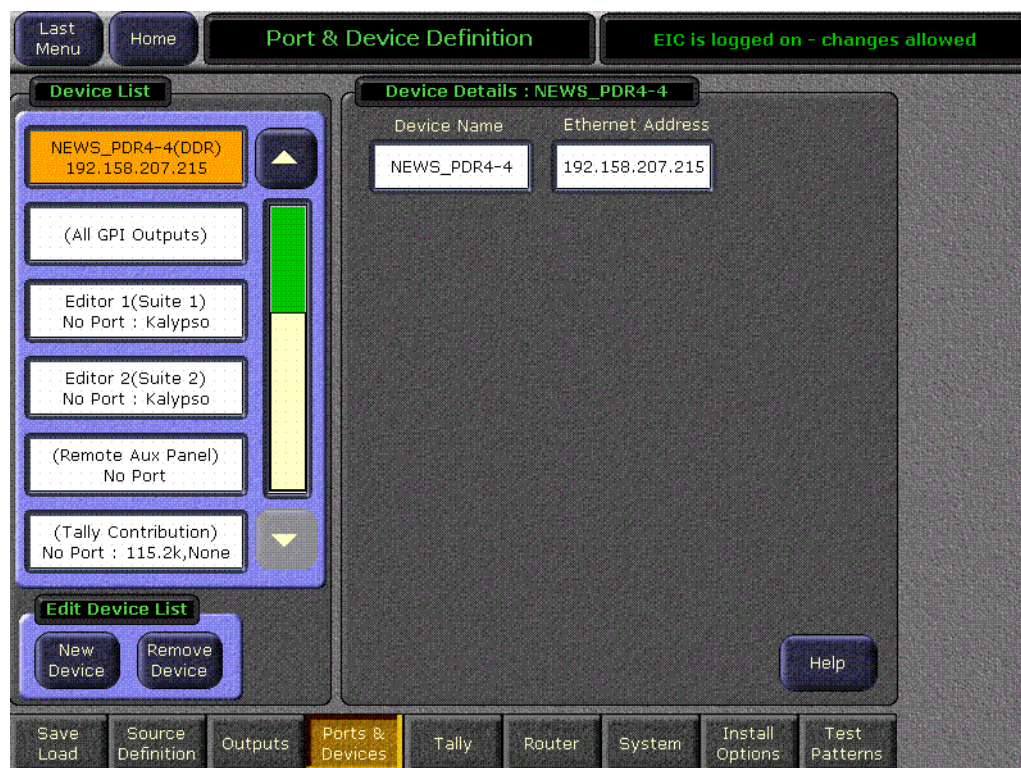 Last
Menu
Home
Port & Device Definition
EIC is logged on - changes allowed
Device List
NEWS_PDR4-4(DDR)
192.158.207.215
(All GPI Outputs)
Editor 1(Suite 1)
No Port : Kalypso
Editor 2(Suite 2)
No Port : Kalypso
(Remote Aux Panel)
No Port
(Tally Contribution)
No Port : 115.2k,None
Edit Device List
New
Device
Remove
Device
Device Details : NEWS_PDR4-4
Device Name
Ethernet Address
NEWS_PDR4-4
192.158.207.215
Help
Save
Load
Source
Definition
Outputs
Ports &
Devices
Tally
Router
System
Install
Options
Test
Patterns